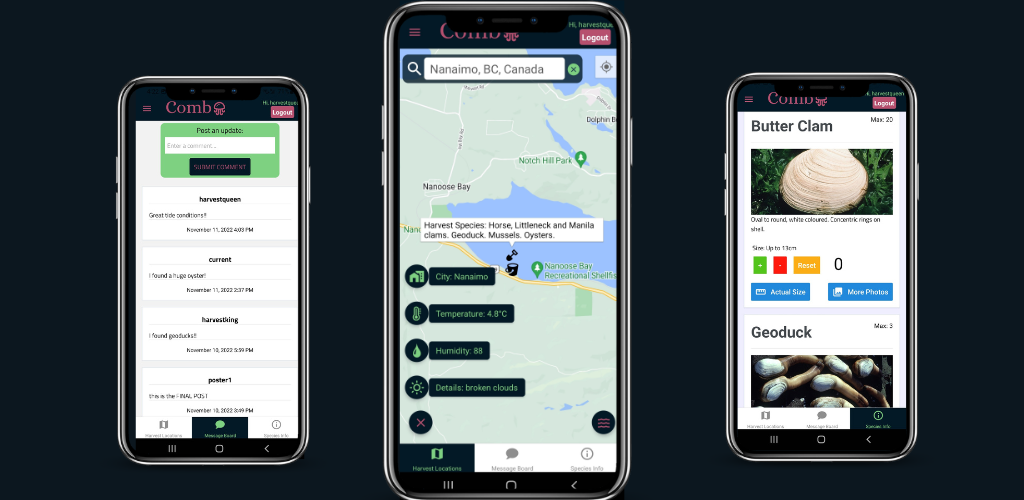 Comb
Hi, harvestqueen
Logout
Post an update:
Enter a comment...
SUBMIT COMMENT
harvestqueen
Great tide conditions!!
November 11, 2022 4:03 PM
current
I found a huge oyster!
November 11, 2022 2:37 PM
harvestking
I found geoducks!!
November 10, 2022 5:59 PM
poster1
this is the FINAL POST
November 10, 2022 3:49 PM
Harvest Locations
Message Board
Species Info
Comb
Hi, harvestqu
Logout
Nanaimo, BC, Canada
Dolphin B
Notch Hill Park
Nanoose Bay
Harvest Species: Horse, Littleneck and Manila
clams. Geoduck. Mussels. Oysters.
Nano
Nanoose Bay
Recreational Shellfis
City: Nanaimo
Temperature: 4.8°C
Humidity: 88
Details: broken clouds
Harvest Locations
Message Board
Species Info
Comb
Hi, harvestqueen
Logout
Butter Clam
Max: 20
Oval to round, white coloured. Concentric rings on
shell.
Size: Up to 13cm
+
-
Reset
0
Actual Size
More Photos
Geoduck
Max: 3
Harvest Locations
Message Board
Species Info